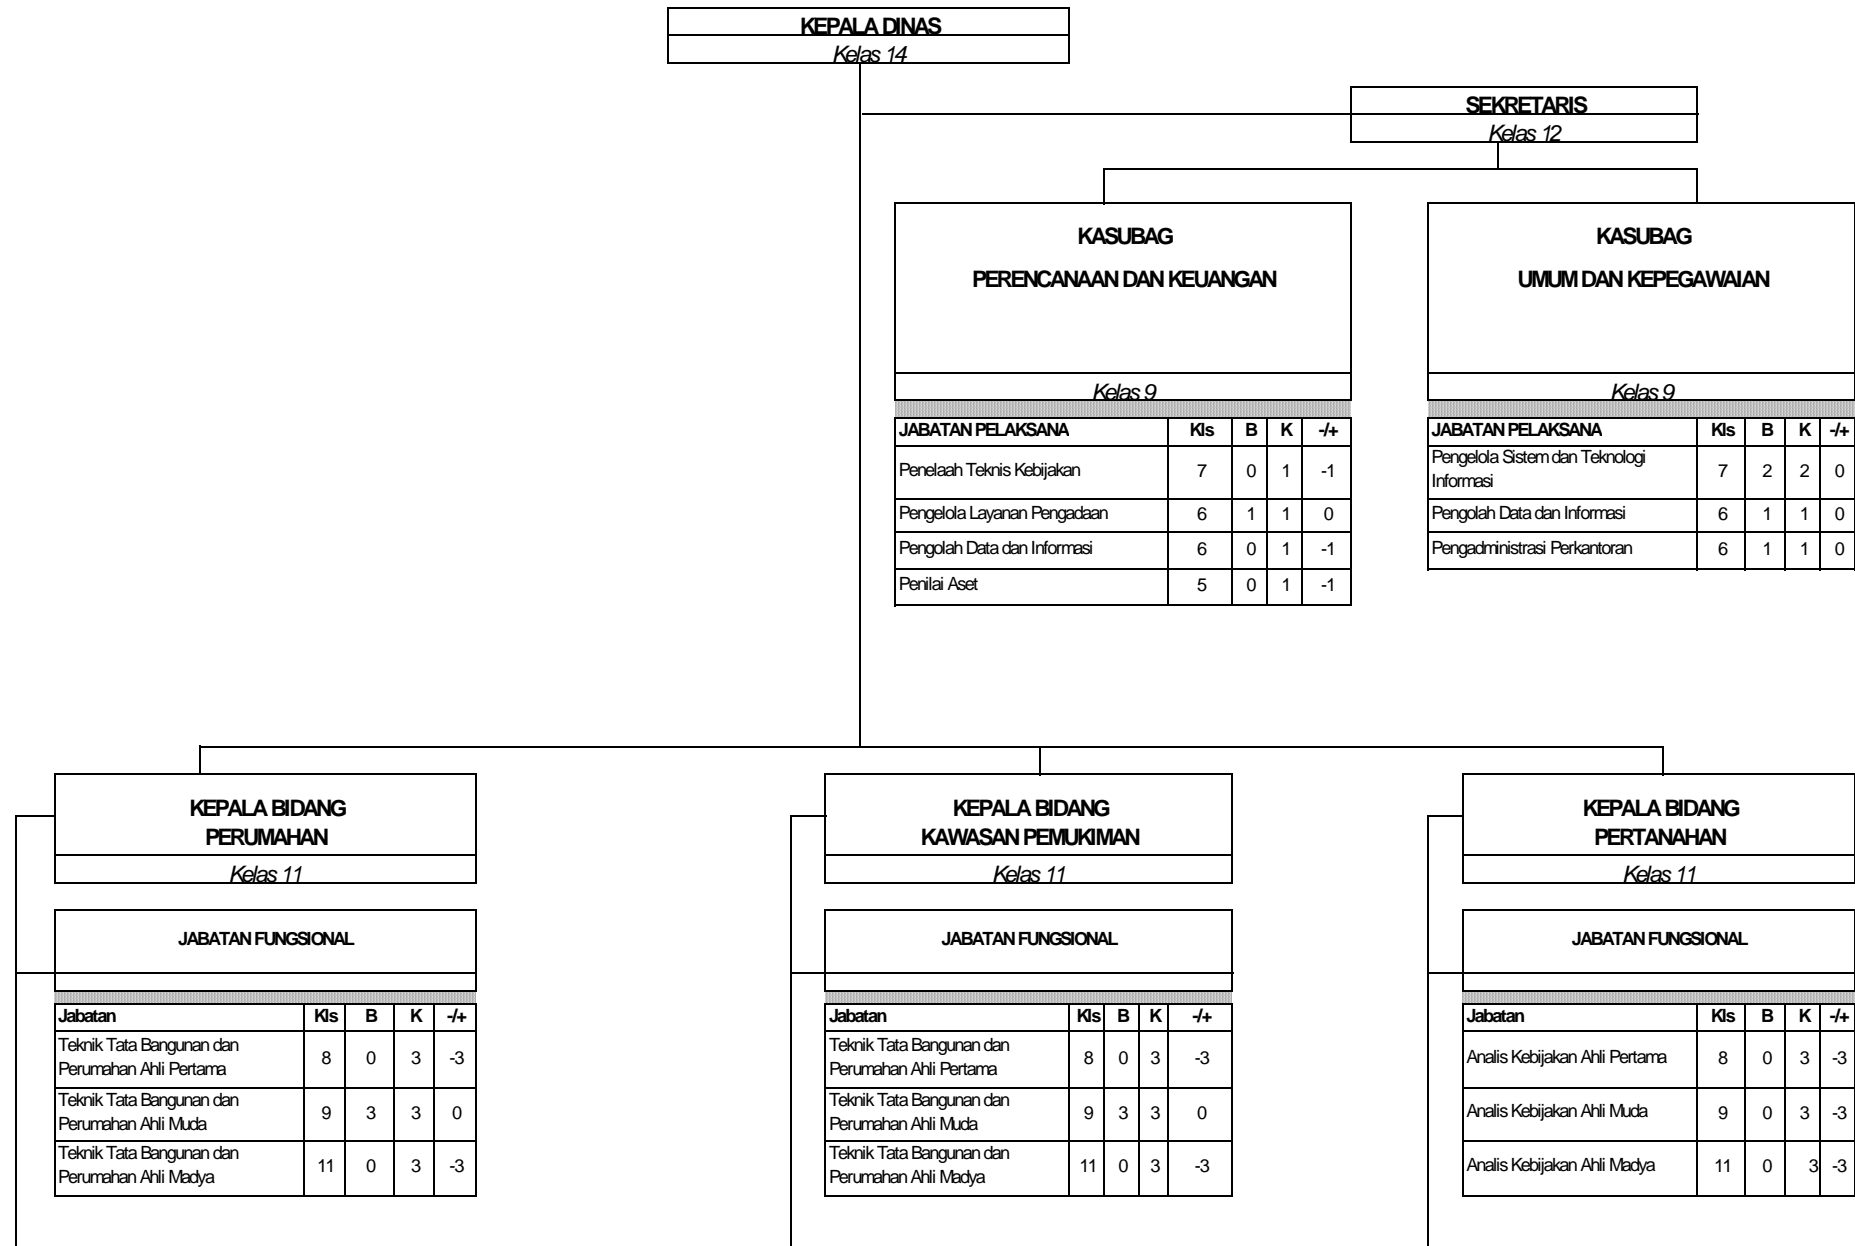 KEPALA DINAS
Kelas 14
SEKRETARIS
Kelas 12
KASUBAG
PERENCANAAN DAN KEUANGAN
Kelas 9
JABATAN PELAKSANA Kls B K -/+
Penelaah Teknis Kebijakan 7 0 1 -1
Pengelola Layanan Pengadaan 6 1 1 0
Pengolah Data dan Informasi 6 0 1 -1
Penilai Aset 5 0 1 -1
KASUBAG
UMUM DAN KEPEGAWAIAN
Kelas 9
JABATAN PELAKSANA Kls B K -/+
Pengelola Sistem dan Teknologi
Informasi 7 2 2 0
Pengolah Data dan Informasi 6 1 1 0
Pengadministrasi Perkantoran 6 1 1 0
KEPALA BIDANG
PERUMAHAN
Kelas 11
JABATAN FUNGSIONAL
Jabatan Kls B K -/+
Teknik Tata Bangunan dan
Perumahan Ahli Pertama 8 0 3 -3
Teknik Tata Bangunan dan
Perumahan Ahli Muda 9 3 3 0
Teknik Tata Bangunan dan
Perumahan Ahli Madya 11 0 3 -3
KEPALA BIDANG
KAWASAN PEMUKIMAN
Kelas 11
JABATAN FUNGSIONAL
Jabatan Kls B K -/+
Teknik Tata Bangunan dan
Perumahan Ahli Pertama 8 0 3 -3
Teknik Tata Bangunan dan
Perumahan Ahli Muda 9 3 3 0
Teknik Tata Bangunan dan
Perumahan Ahli Madya 11 0 3 -3
KEPALA BIDANG
PERTANAHAN
Kelas 11
JABATAN FUNGSIONAL
Jabatan Kls B K -/+
Analis Kebijakan Ahli Pertama 8 0 3 -3
Analis Kebijakan Ahli Muda 9 0 3 -3
Analis Kebijakan Ahli Madya 11 0 3 -3